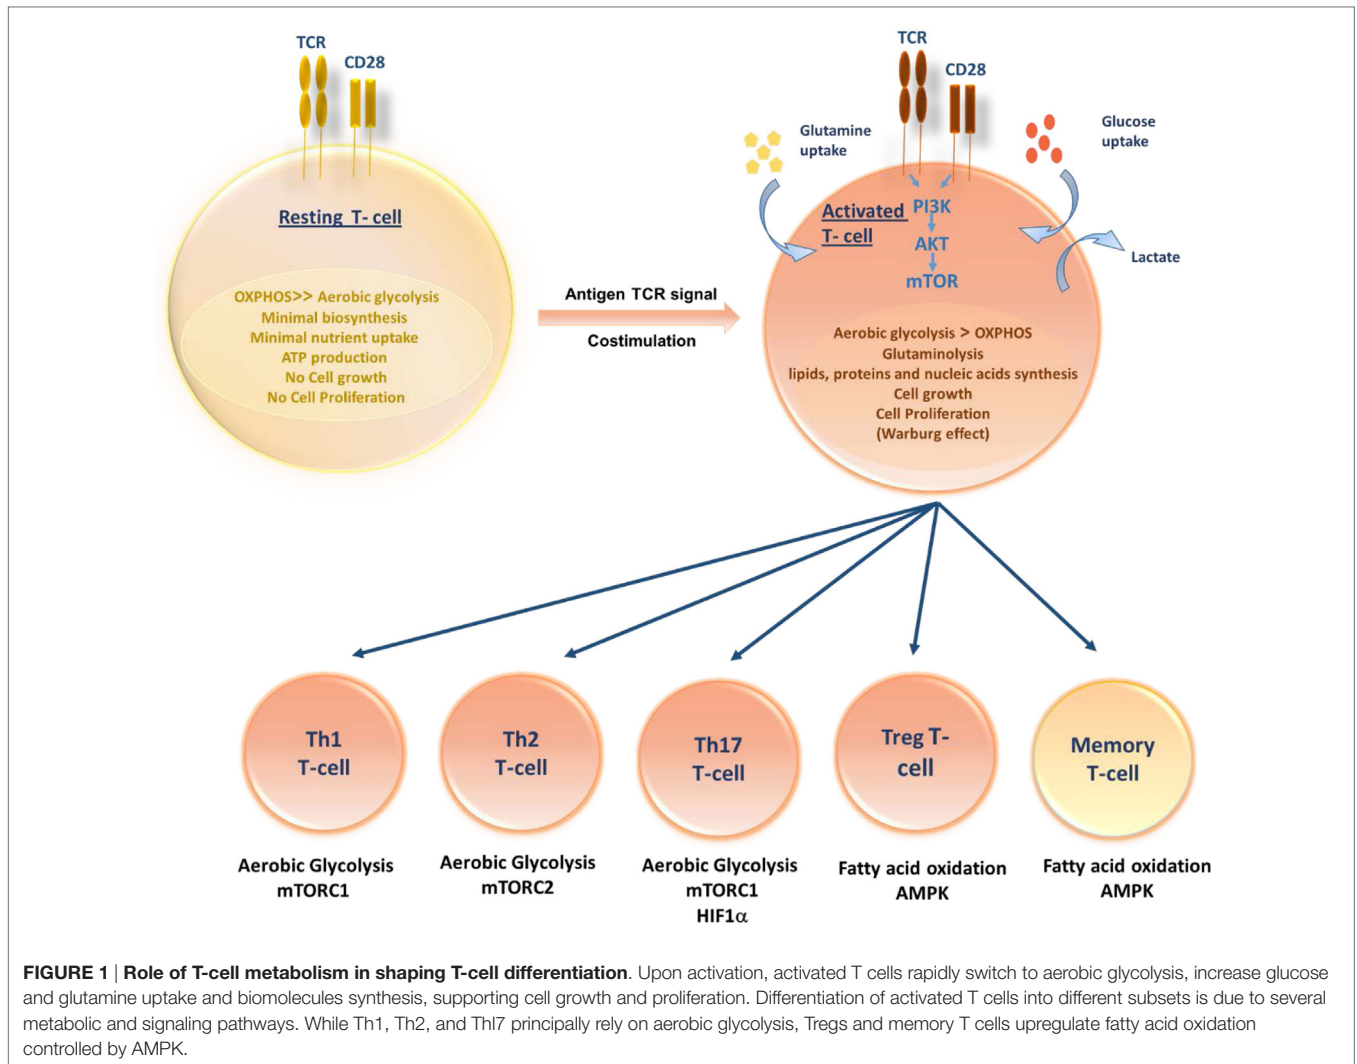 TCR
CD28
Resting T- cell
OXPHOS>> Aerobic glycolysis
Minimal biosynthesis
Minimal nutrient uptake
ATP production
No Cell growth
No Cell Proliferation
Antigen TCR signal
Costimulation
TCR
CD28
Glutamine
uptake
Glucose
uptake
Activated
T- cell
PI3K
AKT
mTOR
Lactate
Aerobic glycolysis > OXPHOS
Glutaminolysis
lipids, proteins and nucleic acids synthesis
Cell growth
Cell Proliferation
(Warburg effect)
Th1
T-cell
Aerobic Glycolysis
mTORC1
Th2
T-cell
Aerobic Glycolysis
mTORC2
Th17
T-cell
Aerobic Glycolysis
mTORC1
HIF1α
Treg T-
cell
Fatty acid oxidation
AMPK
Memory
T-cell
Fatty acid oxidation
AMPK
FIGURE 1 | Role of T-cell metabolism in shaping T-cell differentiation. Upon activation, activated T cells rapidly switch to aerobic glycolysis, increase glucose
and glutamine uptake and biomolecules synthesis, supporting cell growth and proliferation. Differentiation of activated T cells into different subsets is due to several
metabolic and signaling pathways. While Th1, Th2, and Thl7 principally rely on aerobic glycolysis, Tregs and memory T cells upregulate fatty acid oxidation
controlled by AMPK.